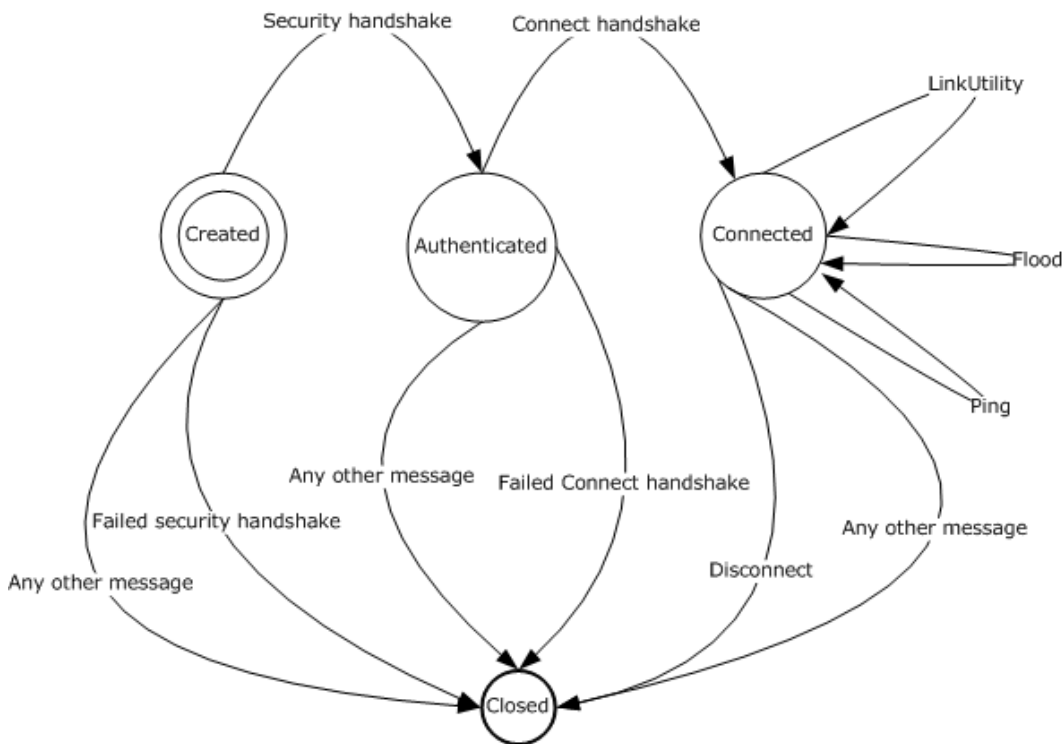 Security handshake
Connect handshake
LinkUtility
Created
Authenticated
Connected
Flood
Ping
Any other message
Failed Connect handshake
Failed security handshake
Any other message
Disconnect
Any other message
Closed